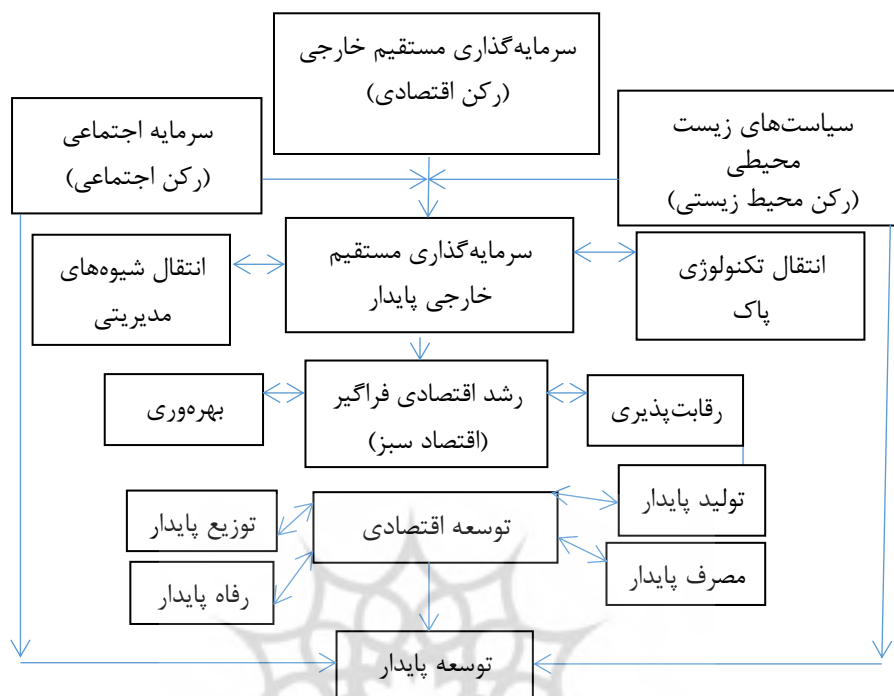 سرمایه‌گذاری مستقیم خارجی
(رکن اقتصادی)
سیاست‌های زیست
محیطی
(رکن محیط زیستی)
سرمایه اجتماعی
(رکن اجتماعی)
انتقال تکنولوژی
پاک
سرمایه‌گذاری مستقیم
خارجی پایدار
انتقال شیوه‌های
مدیریتی
رقابت‌پذیری
رشد اقتصادی فراگیر
(اقتصاد سبز)
بهره‌وری
تولید پایدار
توسعه اقتصادی
توزیع پایدار
مصرف پایدار
رفاه پایدار
توسعه پایدار